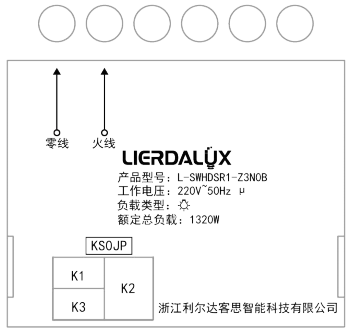 零线 火线
LIERDALUX
产品型号：L-SWHDSR1-Z3N0B
工作电压：220V~50Hz μ
负载类型：
额定总负载：1320W
KS0JP
K1
K2
K3
浙江利尔达客思智能科技有限公司